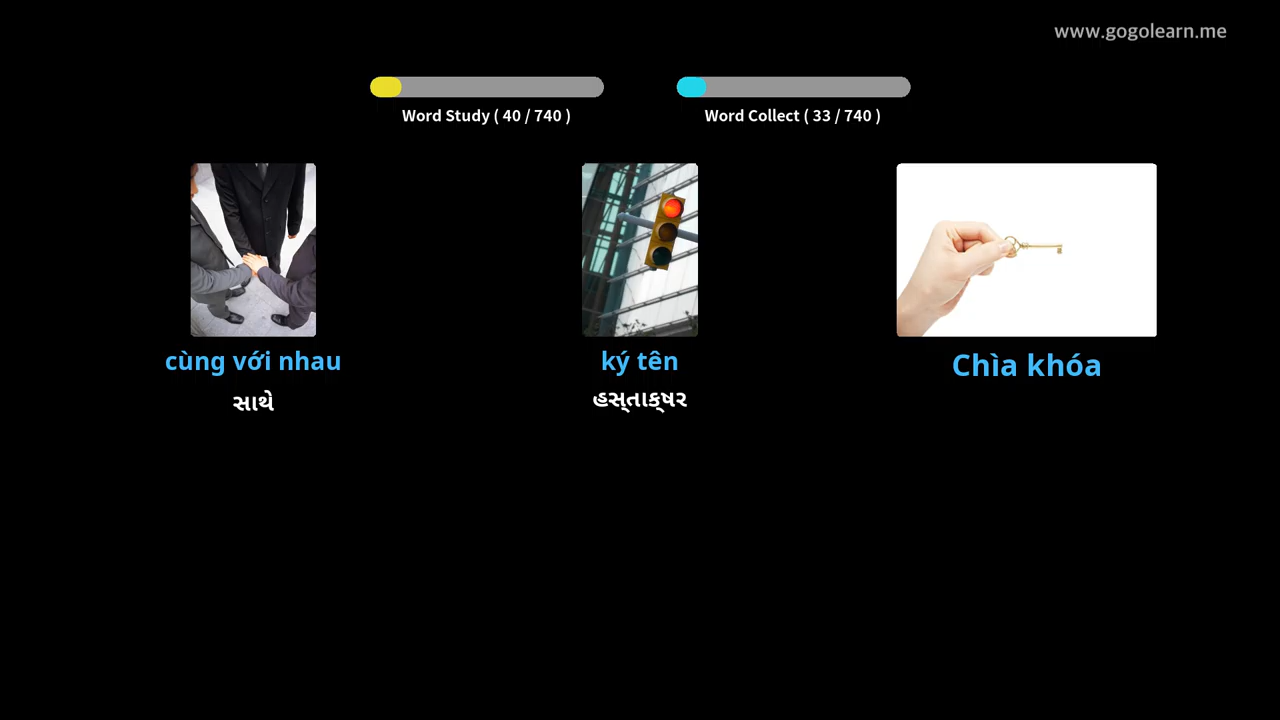 www.gogolearn.me
Word Study ( 40 / 740 )
Word Collect ( 33 / 740 )
cùng với nhau
સાથે
ký tên
હસ્તાક્ષર
Chìa khóa